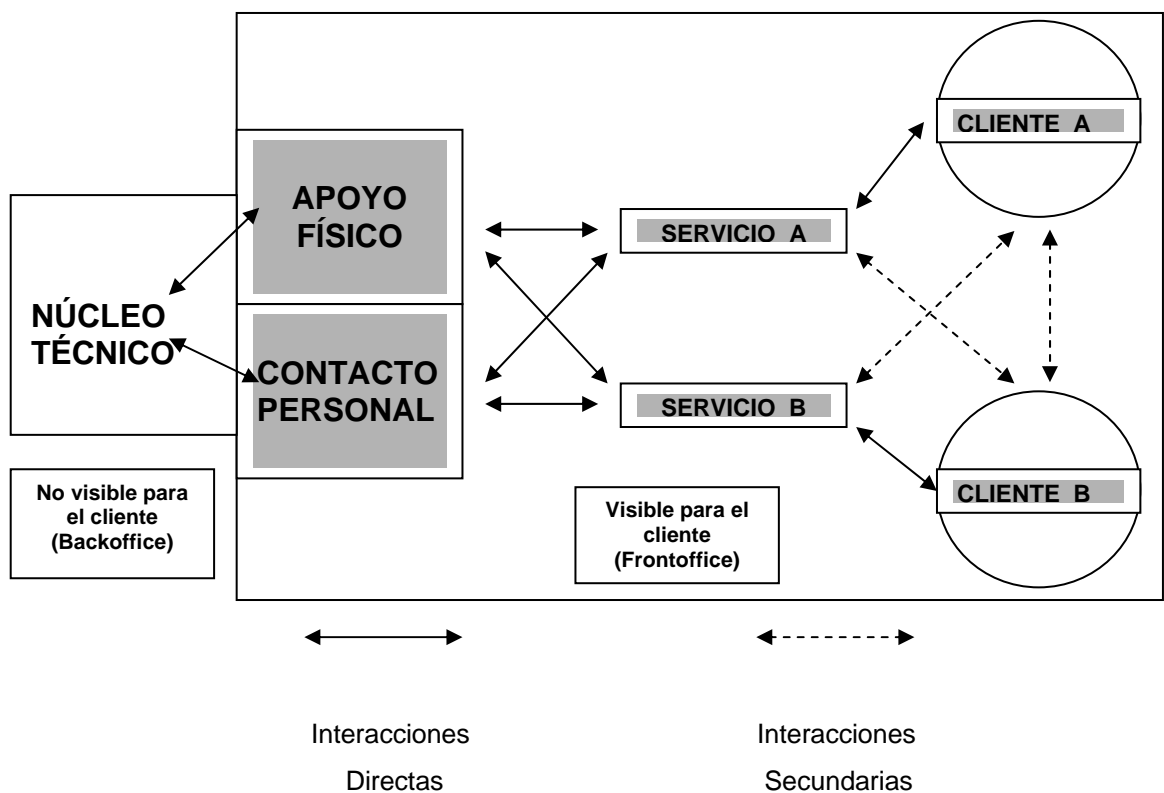 CLIENTE A
APOYO
FÍSICO
SERVICIO A
NÚCLEO
TÉCNICO
CONTACTO
PERSONAL
SERVICIO B
CLIENTE B
No visible para
el cliente
(Backoffice)
Visible para el
cliente
(Frontoffice)
Interacciones
Directas
Interacciones
Secundarias